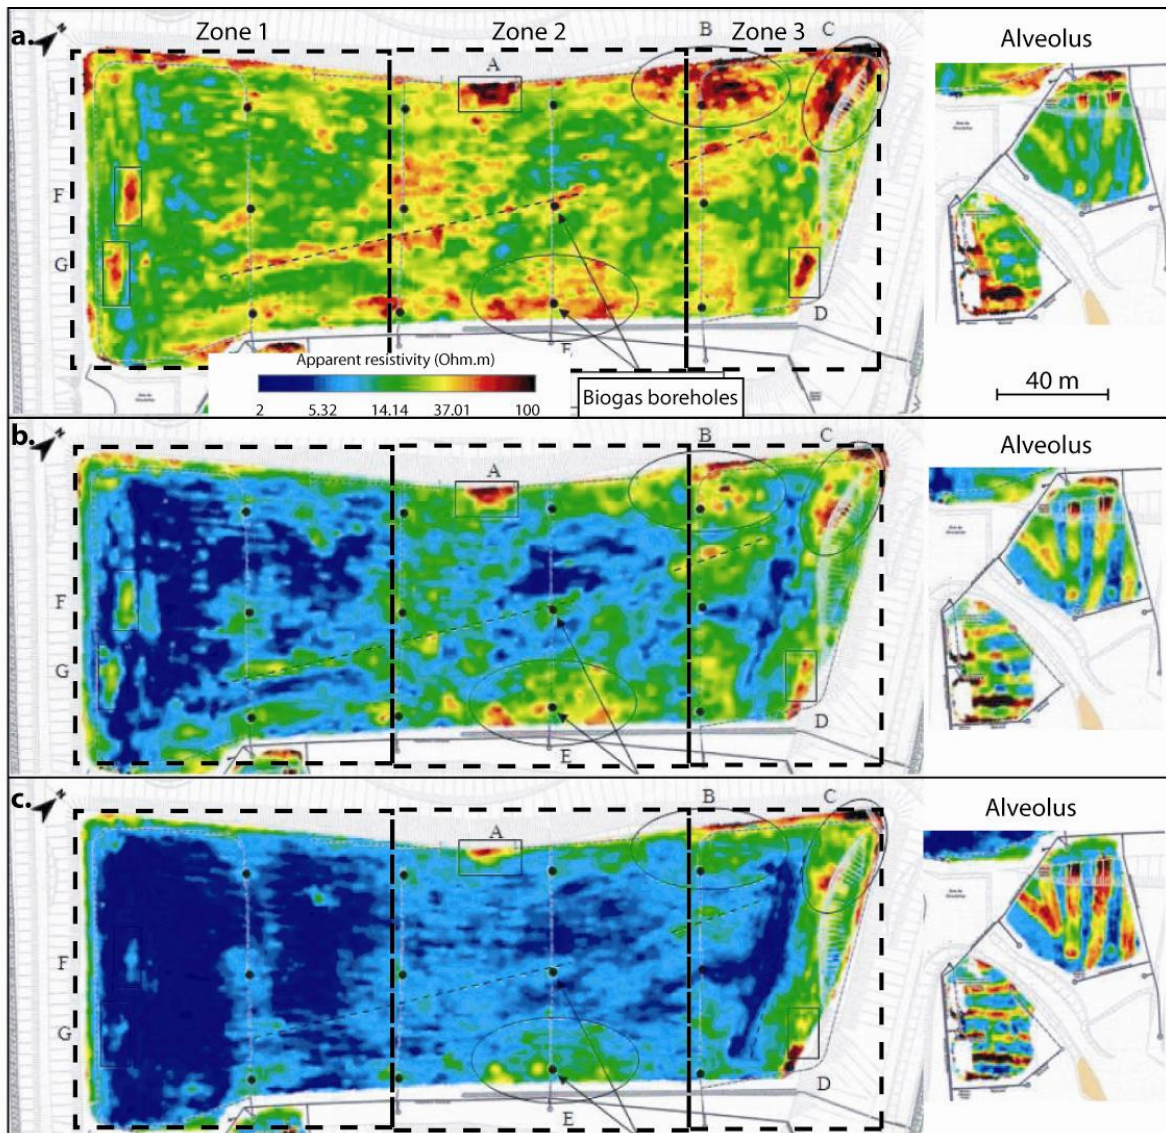 a.
N
Zone 1
Zone 2
Zone 3
A
B
C
Alveolus
F
G
D
E
Apparent resistivity (Ohm.m)
2 5.32 14.14 37.01 100
Biogas boreholes
40 m
b.
N
A
B
C
Alveolus
F
G
D
E
c.
N
A
B
C
Alveolus
F
G
D
E